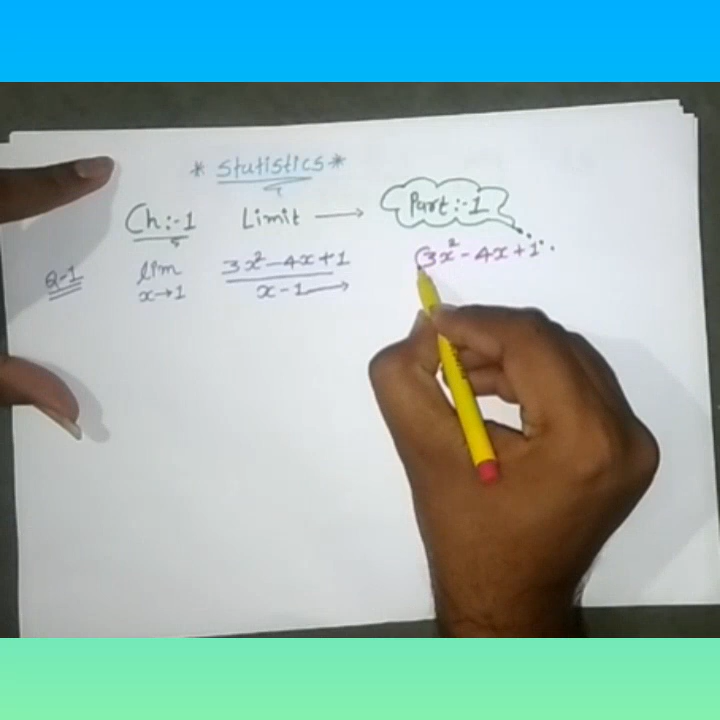 * Statistics *
Ch:-1 Limit → Part:-1
Q-1 lim x→1 3x²-4x+1 / x-1 → (3x²-4x+1